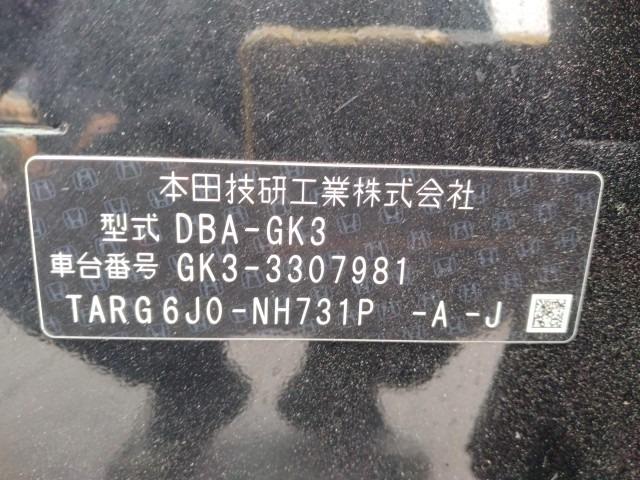 本田技研工業株式会社
型式 DBA-GK3
車台番号 GK3-3307981
TARG6J0-NH731P -A -J